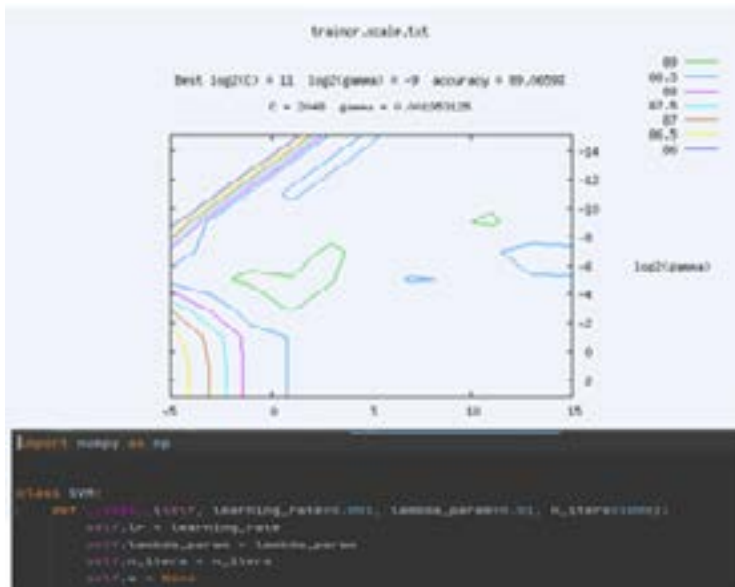 trainor.scale.txt
Best log2(C) = 11 log2(gamma) = -9 accuracy =
C = 2048 gamma = 0.001953125
89
88.5
88
87.5
87
86.5
86
-14
-12
-10
-8
-6
-4
-2
0
2
log2(gamma)
-5 0 5 10 15
import numpy as np
class SVM:
def __init__(self, learning_rate=0.001, lambda_param=0.01, n_iters=1000):
self.lr = learning_rate
self.lambda_param = lambda_param
self.n_iters = n_iters
self.w = None